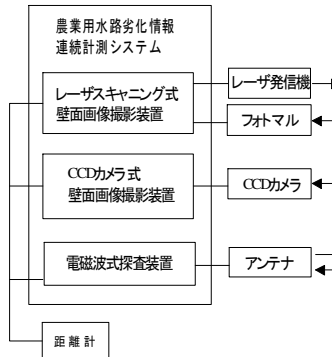 農業用水路劣化情報
連続計測システム
レーザスキャニング式
壁面画像撮影装置
レーザ発信機
フォトマル
CCDカメラ式
壁面画像撮影装置
CCDカメラ
電磁波式探査装置
アンテナ
距離計